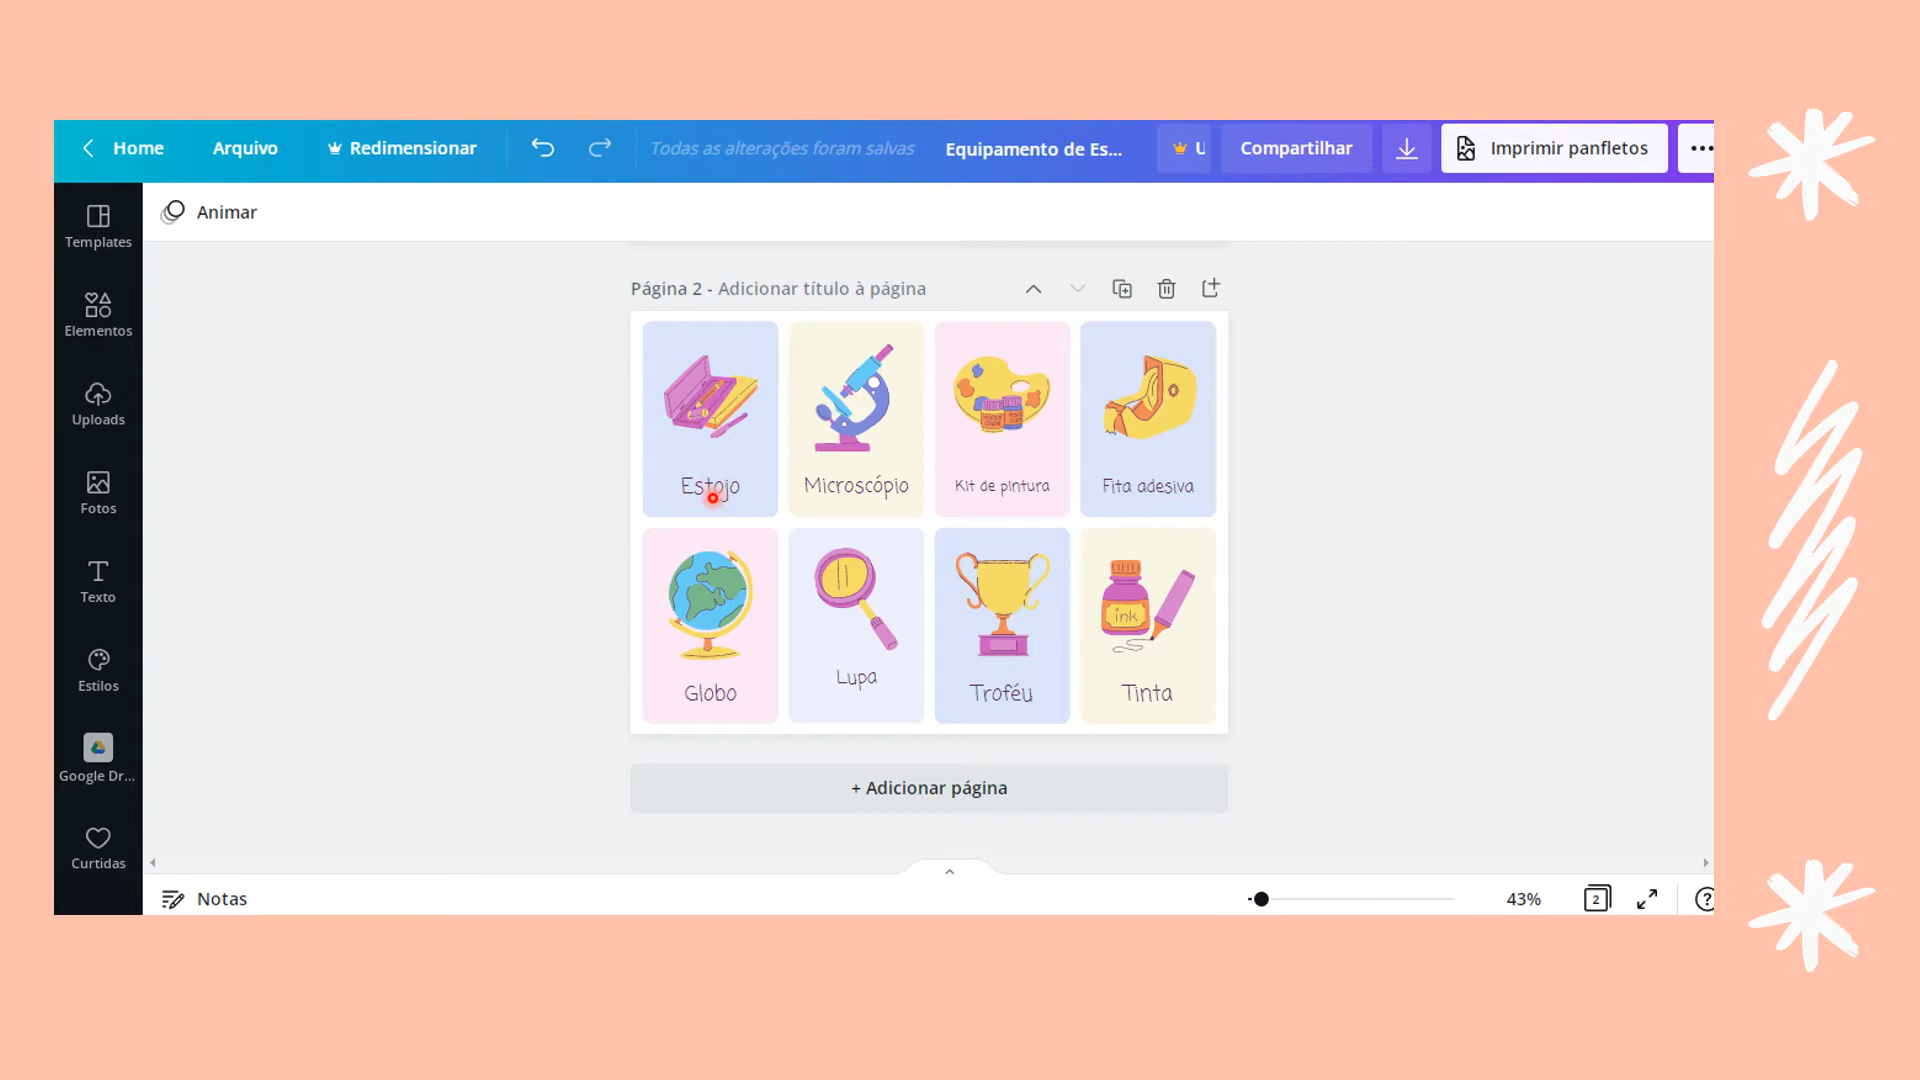 Home Arquivo Redimensionar Todas as alterações foram salvas Equipamento de Es... U Compartilhar Imprimir panfletos
Animar
Templates
Elementos
Uploads
Fotos
Texto
Estilos
Google Dr...
Curtidas
Página 2 - Adicionar título à página
Estojo Microscópio Kit de pintura Fita adesiva
ink
Globo Lupa Troféu Tinta
+ Adicionar página
Notas 43% 2 ?